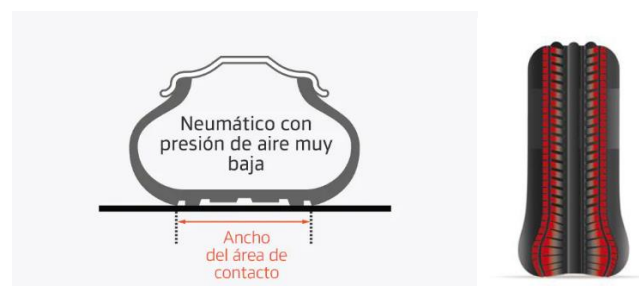 Neumático con
presión de aire muy
baja
Ancho
del área de
contacto